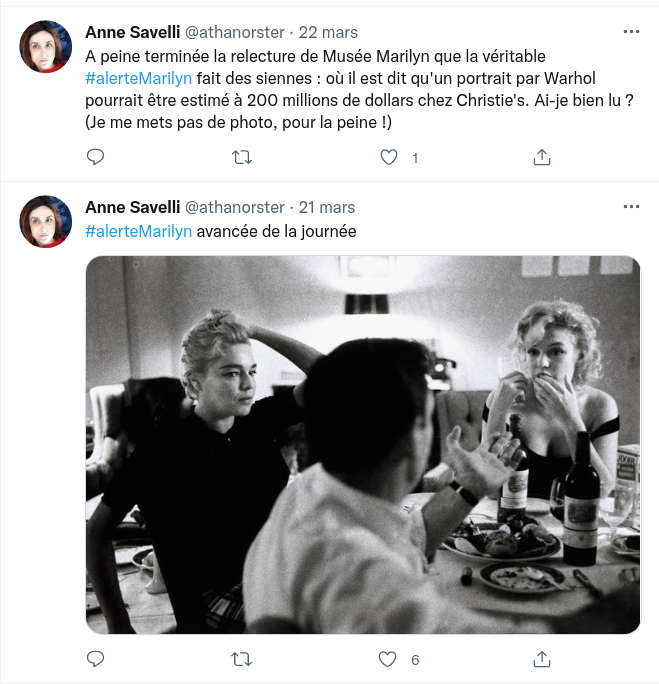 Anne Savelli @athanorster · 22 mars
A peine terminée la relecture de Musée Marilyn que la véritable
#alerteMarilyn fait des siennes : où il est dit qu'un portrait par Warhol
pourrait être estimé à 200 millions de dollars chez Christie's. Ai-je bien lu ?
(Je me mets pas de photo, pour la peine !)
1
Anne Savelli @athanorster · 21 mars
#alerteMarilyn avancée de la journée
6